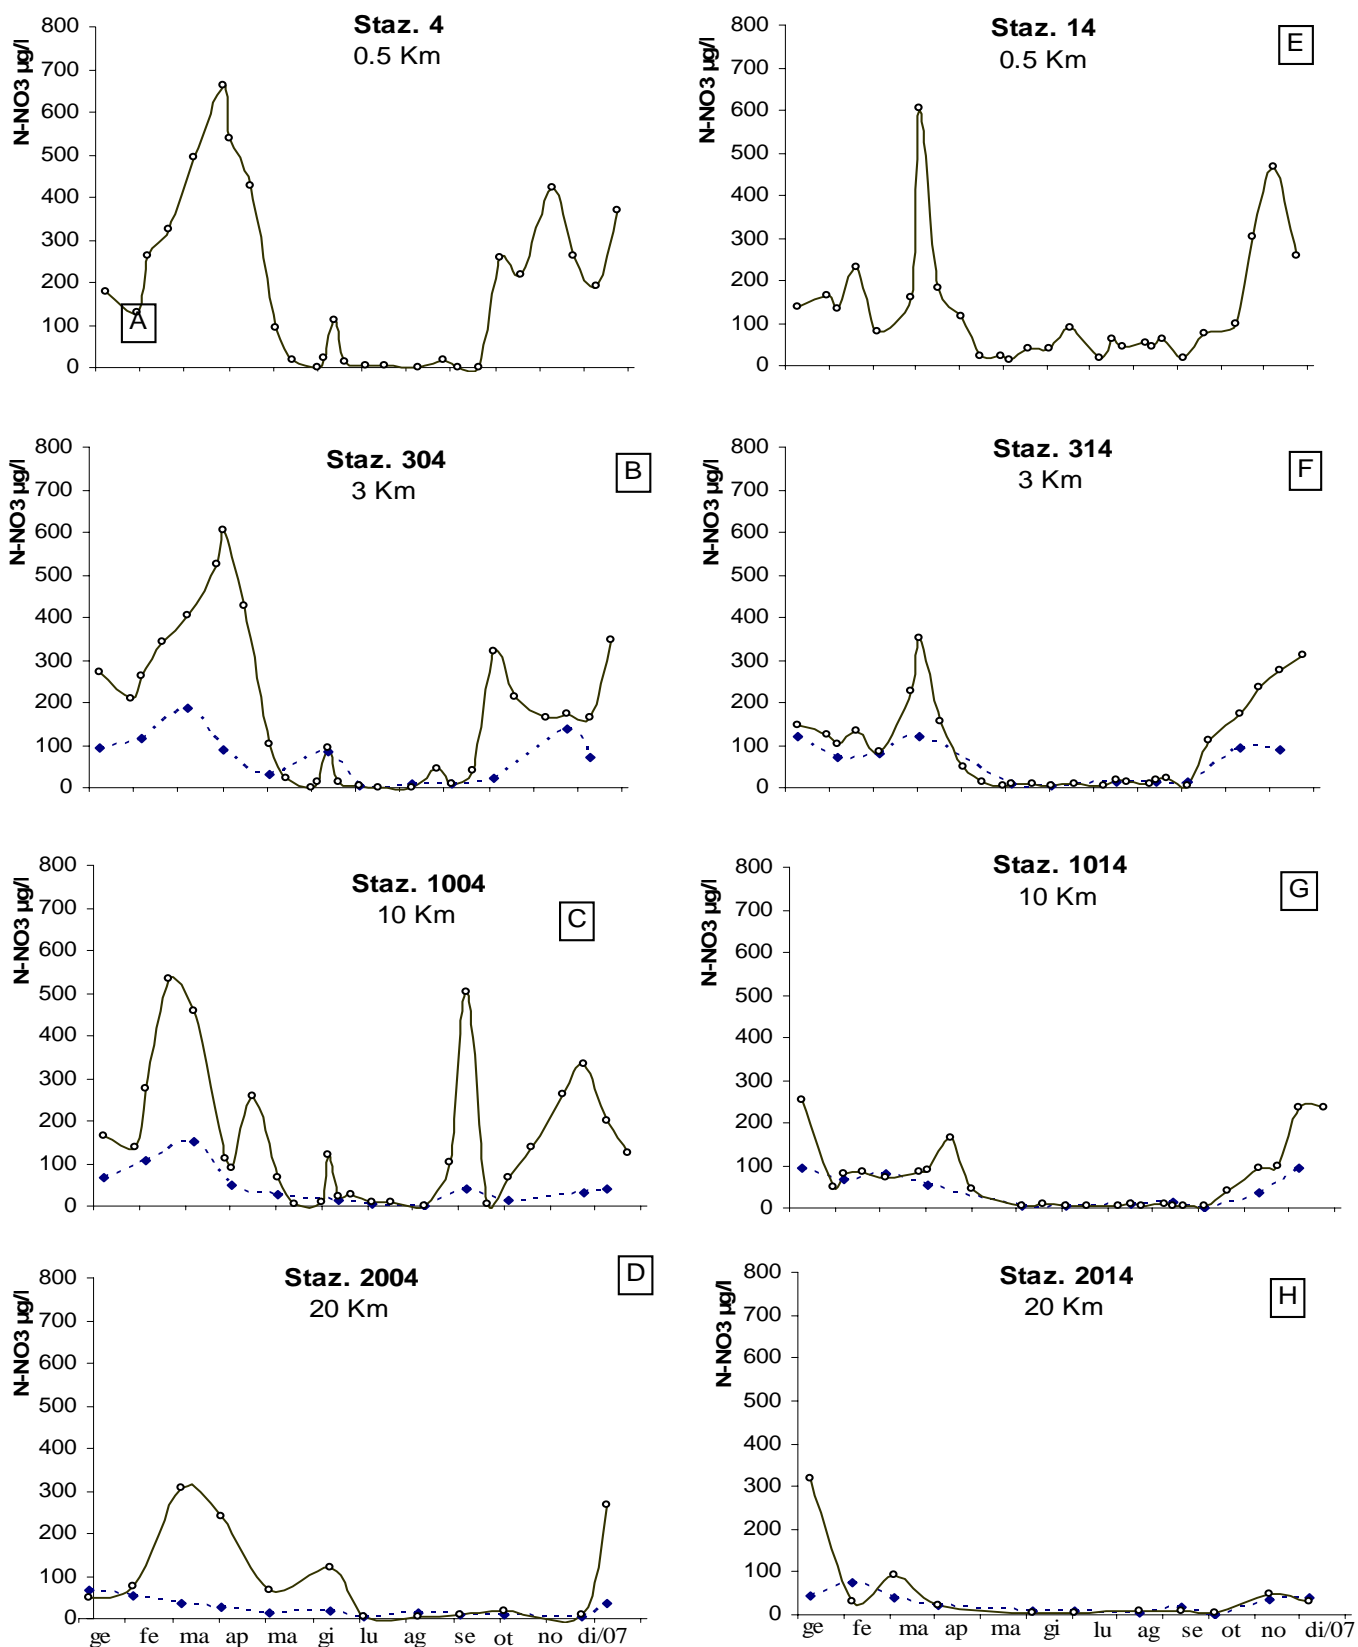 Staz. 4
0.5 Km
N-NO3 µg/l
800
700
600
500
400
300
200
100
0
A
Staz. 14
0.5 Km
E
N-NO3 µg/l
800
700
600
500
400
300
200
100
0
Staz. 304
3 Km
B
N-NO3 µg/l
800
700
600
500
400
300
200
100
0
Staz. 314
3 Km
F
N-NO3 µg/l
800
700
600
500
400
300
200
100
0
Staz. 1004
10 Km
C
N-NO3 µg/l
800
700
600
500
400
300
200
100
0
Staz. 1014
10 Km
G
N-NO3 µg/l
800
700
600
500
400
300
200
100
0
Staz. 2004
20 Km
D
N-NO3 µg/l
800
700
600
500
400
300
200
100
0
ge fe ma ap ma gi lu ag se ot no di/07
Staz. 2014
20 Km
H
N-NO3 µg/l
800
700
600
500
400
300
200
100
0
ge fe ma ap ma gi lu ag se ot no di/07